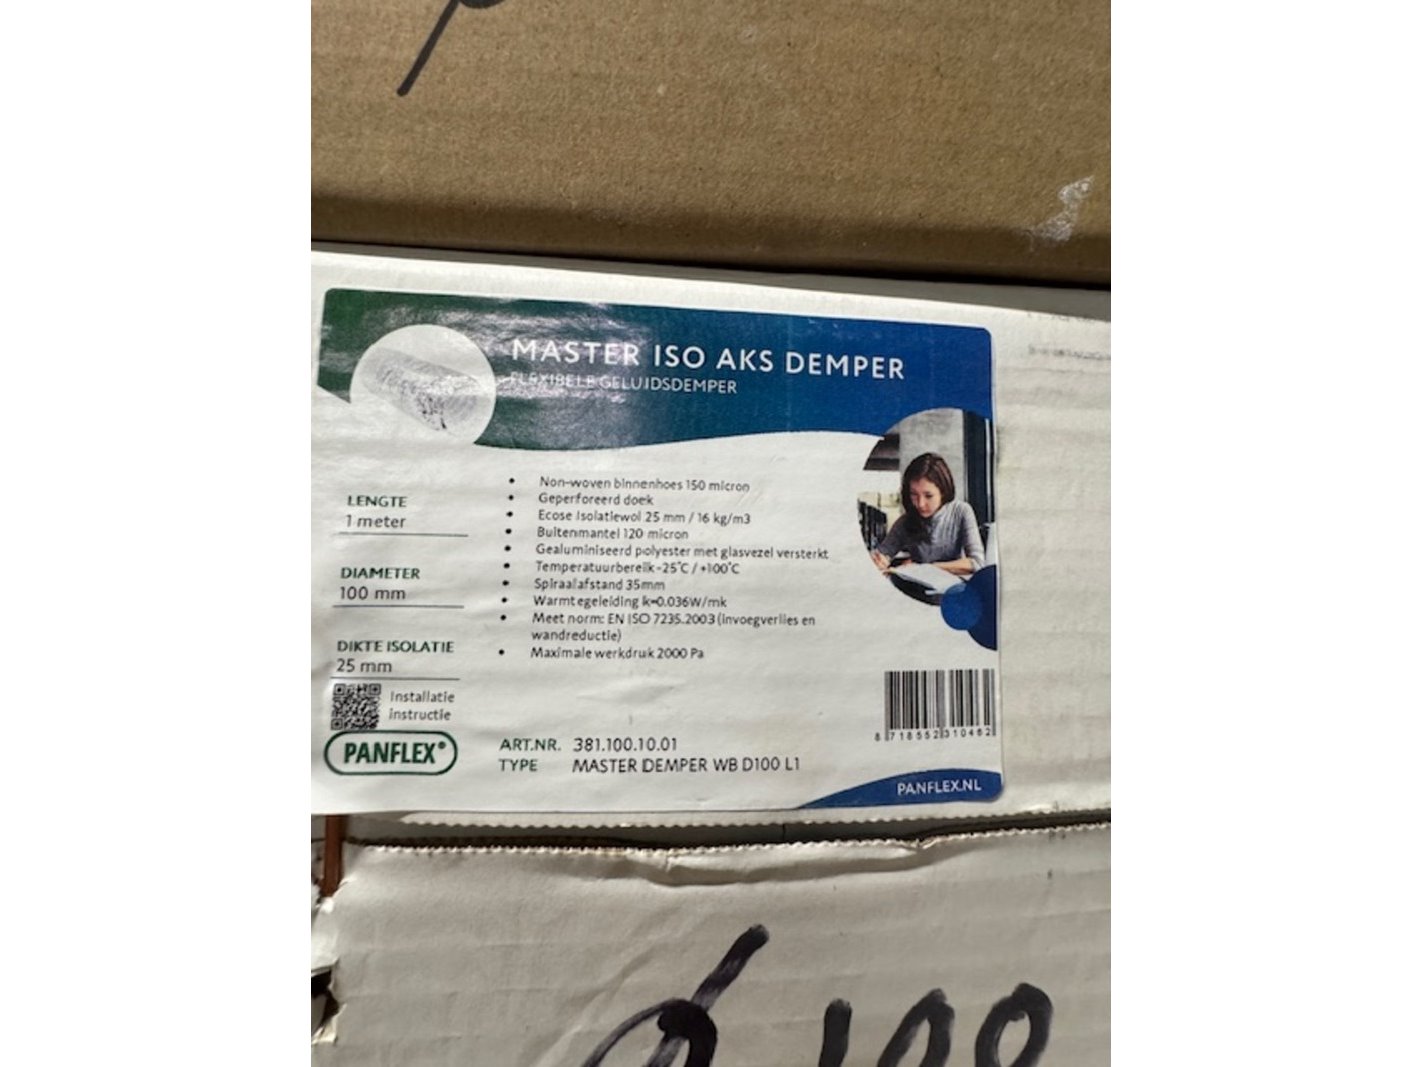 MASTER ISO AKS DEMPER
FLEXIBELE GELUIDSDEMPER
LENGTE
1 meter
DIAMETER
100 mm
DIKTE ISOLATIE
25 mm
Installatie
instructie
PANFLEX®
• Non-woven binnenhoes 150 micron
• Geperforeerd doek
• Ecose Isolatiewol 25 mm / 16 kg/m3
• Buitenmantel 120 micron
• Gealuminiseerd polyester met glasvezel versterkt
• Temperatuurbereik -25°C / +100°C
• Spiraalafstand 35mm
• Warmtegeleiding k=0.036W/mk
• Meet norm: EN ISO 7235.2003 (invoegverlies en
wandreductie)
• Maximale werkdruk 2000 Pa
ART.NR. 381.100.10.01
TYPE MASTER DEMPER WB D100 L1
8 718552 310462
PANFLEX.NL
Ø 100